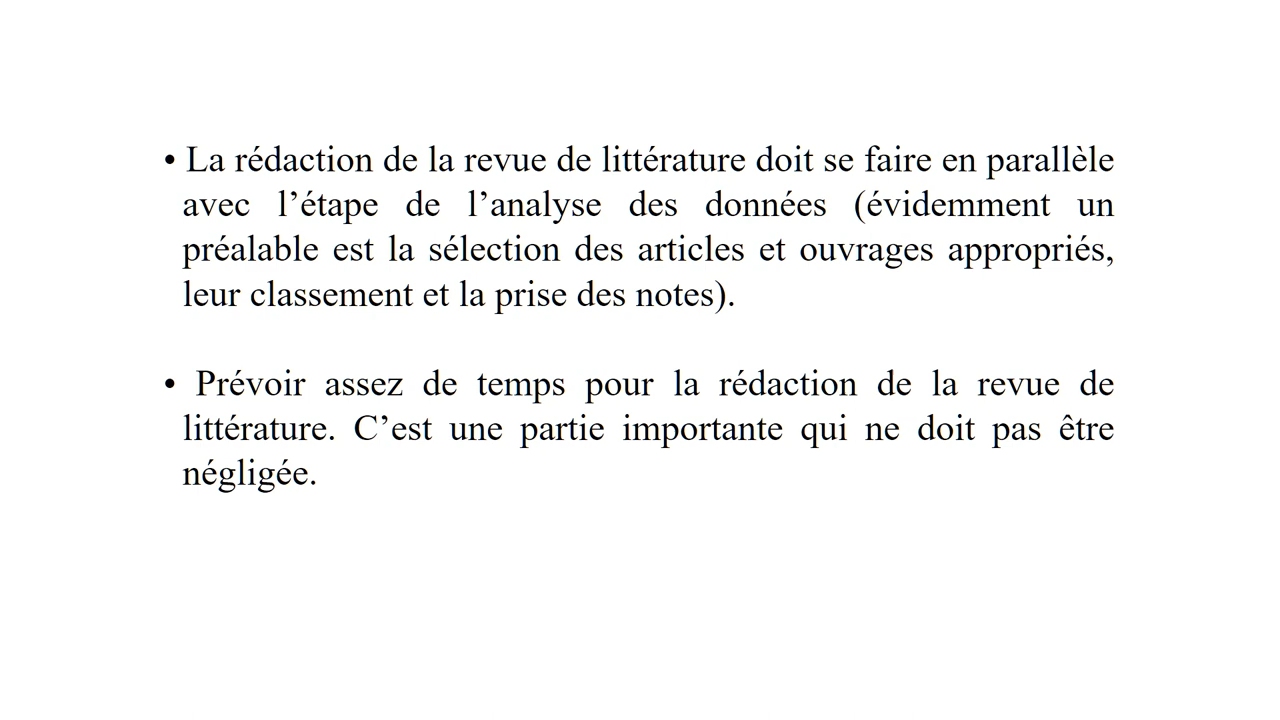 • La rédaction de la revue de littérature doit se faire en parallèle
avec l’étape de l’analyse des données (évidemment un
préalable est la sélection des articles et ouvrages appropriés,
leur classement et la prise des notes).
• Prévoir assez de temps pour la rédaction de la revue de
littérature. C’est une partie importante qui ne doit pas être
négligée.